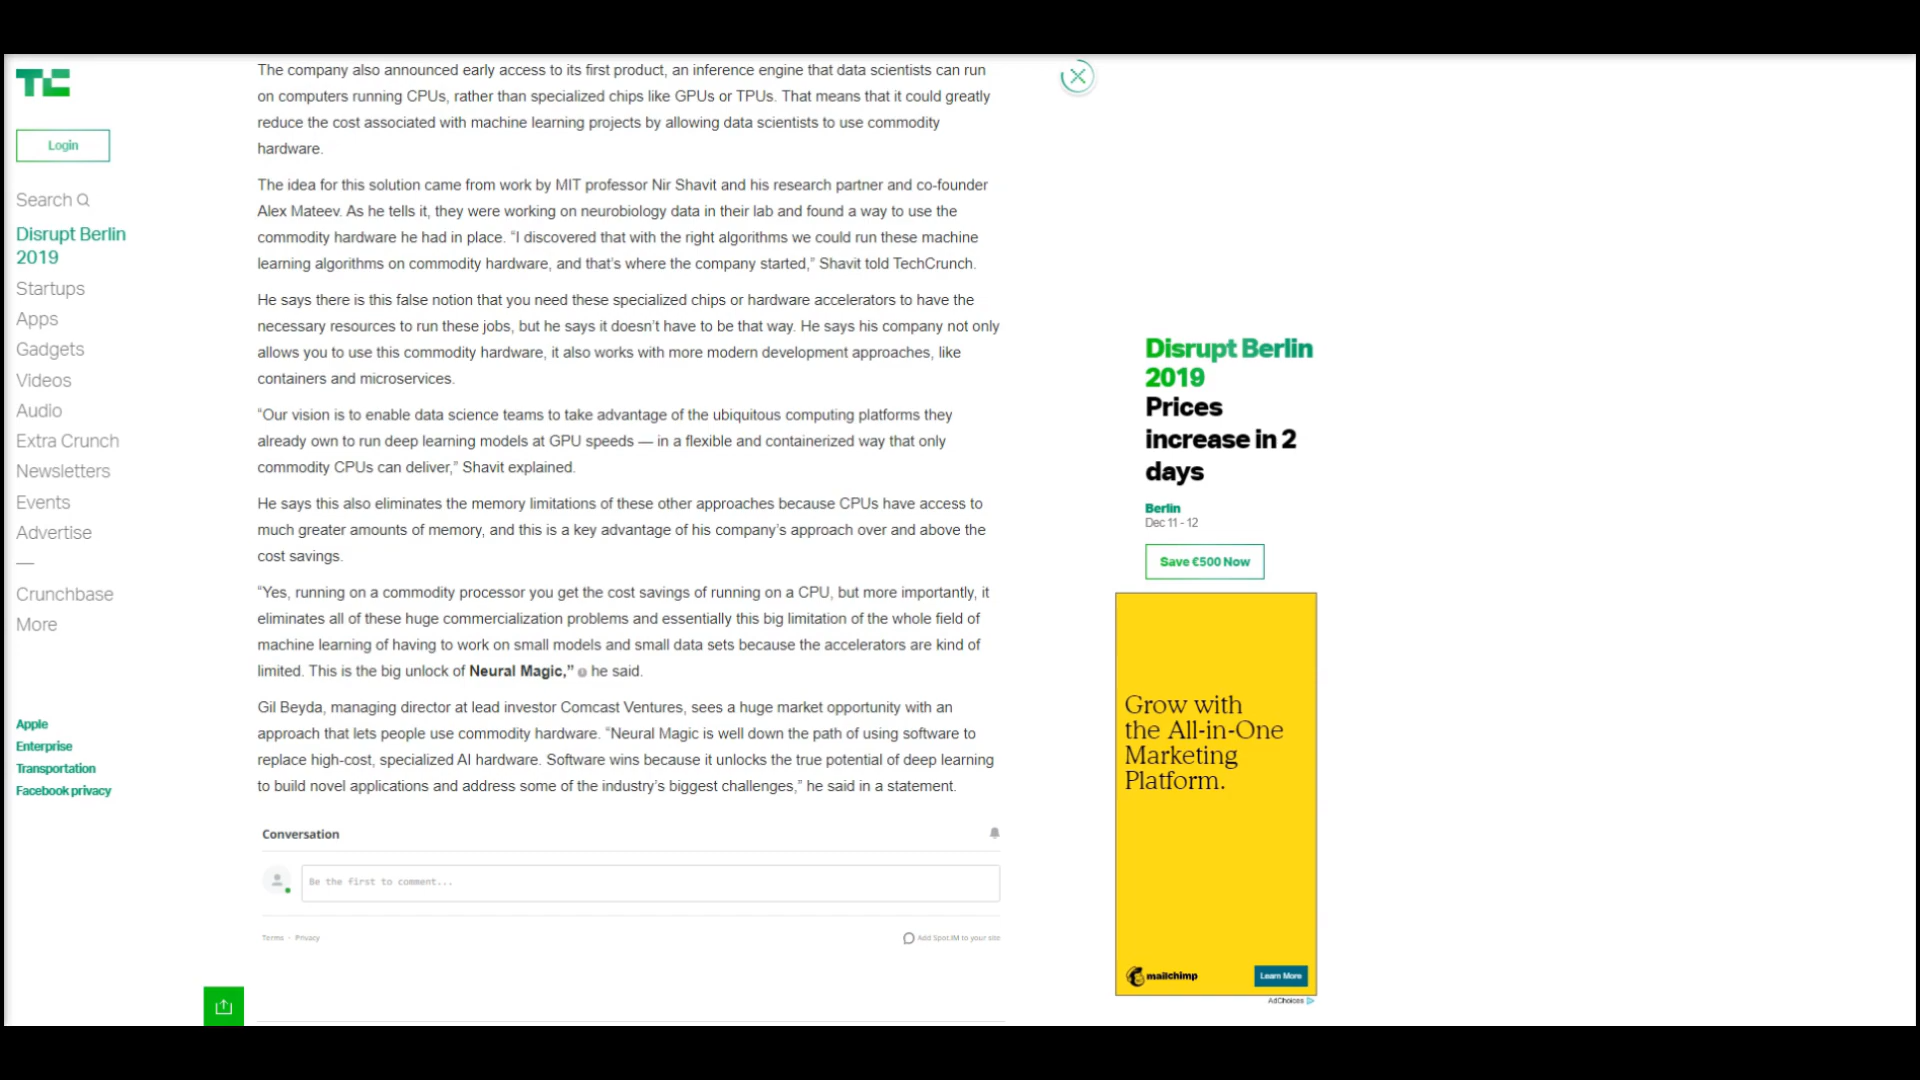 TC
Login
Search
Disrupt Berlin
2019
Startups
Apps
Gadgets
Videos
Audio
Extra Crunch
Newsletters
Events
Advertise
—
Crunchbase
More
Apple
Enterprise
Transportation
Facebook privacy
The company also announced early access to its first product, an inference engine that data scientists can run
on computers running CPUs, rather than specialized chips like GPUs or TPUs. That means that it could greatly
reduce the cost associated with machine learning projects by allowing data scientists to use commodity
hardware.
The idea for this solution came from work by MIT professor Nir Shavit and his research partner and co-founder
Alex Mateev. As he tells it, they were working on neurobiology data in their lab and found a way to use the
commodity hardware he had in place. “I discovered that with the right algorithms we could run these machine
learning algorithms on commodity hardware, and that’s where the company started,” Shavit told TechCrunch.
He says there is this false notion that you need these specialized chips or hardware accelerators to have the
necessary resources to run these jobs, but he says it doesn’t have to be that way. He says his company not only
allows you to use this commodity hardware, it also works with more modern development approaches, like
containers and microservices.
“Our vision is to enable data science teams to take advantage of the ubiquitous computing platforms they
already own to run deep learning models at GPU speeds — in a flexible and containerized way that only
commodity CPUs can deliver,” Shavit explained.
He says this also eliminates the memory limitations of these other approaches because CPUs have access to
much greater amounts of memory, and this is a key advantage of his company’s approach over and above the
cost savings.
“Yes, running on a commodity processor you get the cost savings of running on a CPU, but more importantly, it
eliminates all of these huge commercialization problems and essentially this big limitation of the whole field of
machine learning of having to work on small models and small data sets because the accelerators are kind of
limited. This is the big unlock of Neural Magic,” he said.
Gil Beyda, managing director at lead investor Comcast Ventures, sees a huge market opportunity with an
approach that lets people use commodity hardware. “Neural Magic is well down the path of using software to
replace high-cost, specialized AI hardware. Software wins because it unlocks the true potential of deep learning
to build novel applications and address some of the industry’s biggest challenges,” he said in a statement.
Conversation
Be the first to comment...
Terms · Privacy
Add Spot.IM to your site
Disrupt Berlin
2019
Prices
increase in 2
days
Berlin
Dec 11 - 12
Save €500 Now
Grow with
the All-in-One
Marketing
Platform.
mailchimp
Learn More
AdChoices